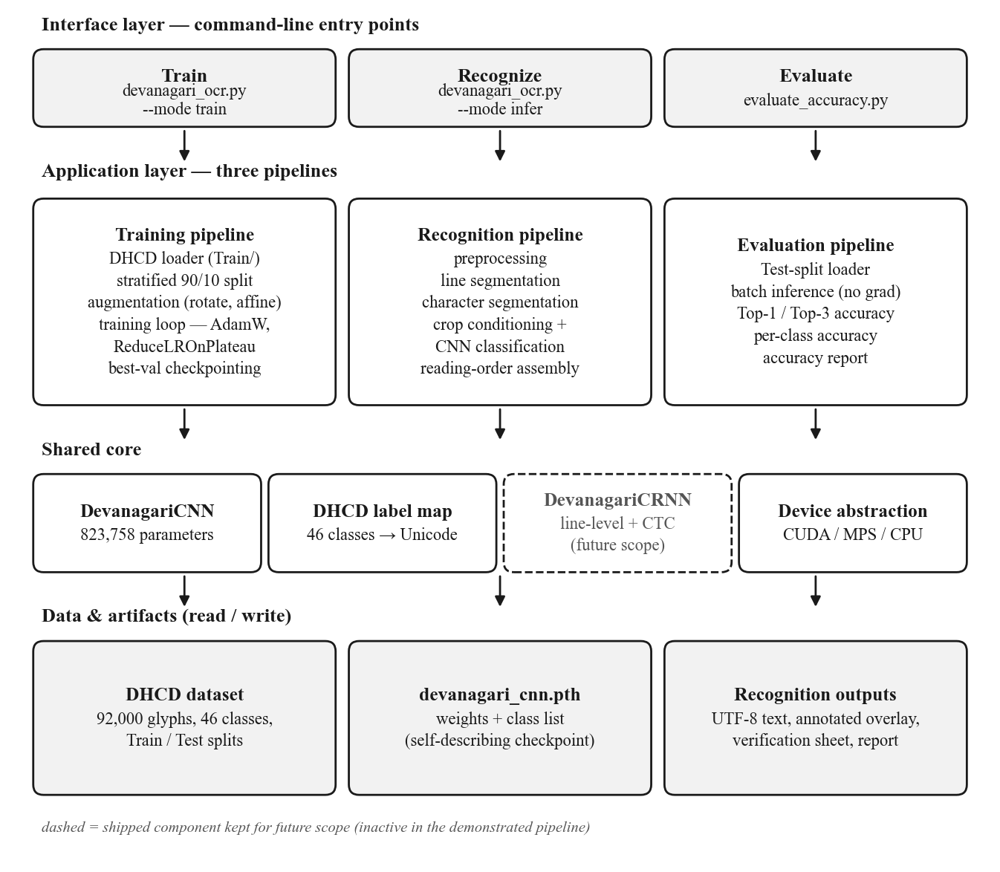 Interface layer — command-line entry points
Train
devanagari_ocr.py
--mode train
Recognize
devanagari_ocr.py
--mode infer
Evaluate
evaluate_accuracy.py
Application layer — three pipelines
Training pipeline
DHCD loader (Train/)
stratified 90/10 split
augmentation (rotate, affine)
training loop — AdamW,
ReduceLROnPlateau
best-val checkpointing
Recognition pipeline
preprocessing
line segmentation
character segmentation
crop conditioning +
CNN classification
reading-order assembly
Evaluation pipeline
Test-split loader
batch inference (no grad)
Top-1 / Top-3 accuracy
per-class accuracy
accuracy report
Shared core
DevanagariCNN
823,758 parameters
DHCD label map
46 classes → Unicode
DevanagariCRNN
line-level + CTC
(future scope)
Device abstraction
CUDA / MPS / CPU
Data & artifacts (read / write)
DHCD dataset
92,000 glyphs, 46 classes,
Train / Test splits
devanagari_cnn.pth
weights + class list
(self-describing checkpoint)
Recognition outputs
UTF-8 text, annotated overlay,
verification sheet, report
dashed = shipped component kept for future scope (inactive in the demonstrated pipeline)